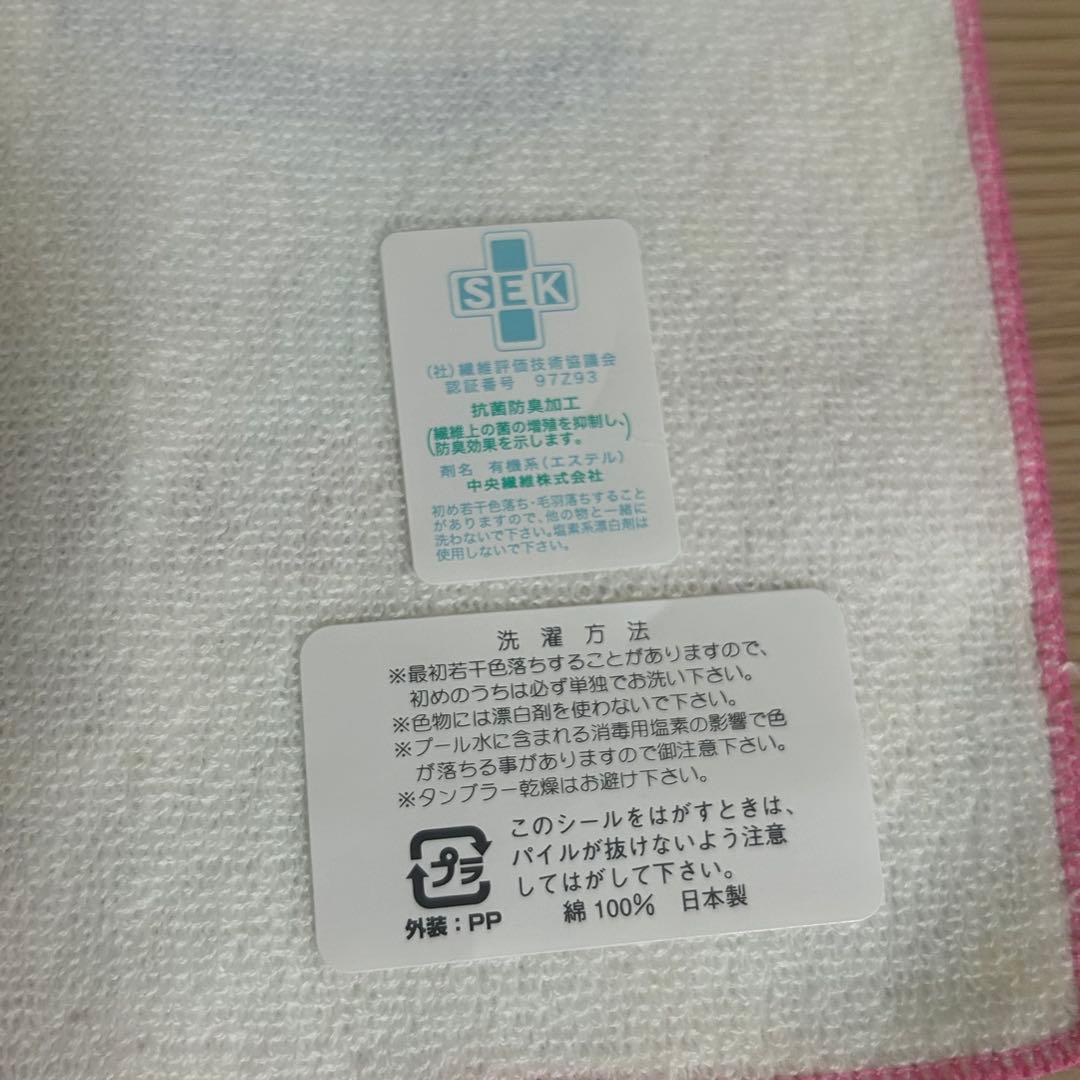 SEK
(社)繊維評価技術協議会
認証番号 97Z93
抗菌防臭加工
(繊維上の菌の増殖を抑制し、
防臭効果を示します。)
剤名 有機系(エステル)
中央繊維株式会社
初め若干色落ち・毛羽落ちすること
がありますので、他の物と一緒に
洗わないで下さい。塩素系漂白剤は
使用しないで下さい。
洗濯方法
※最初若干色落ちすることがありますので、
初めのうちは必ず単独でお洗い下さい。
※色物には漂白剤を使わないで下さい。
※プール水に含まれる消毒用塩素の影響で色
が落ちる事がありますので御注意下さい。
※タンブラー乾燥はお避け下さい。
このシールをはがすときは、
パイルが抜けないよう注意
してはがして下さい。
綿100% 日本製
プラ
外装:PP